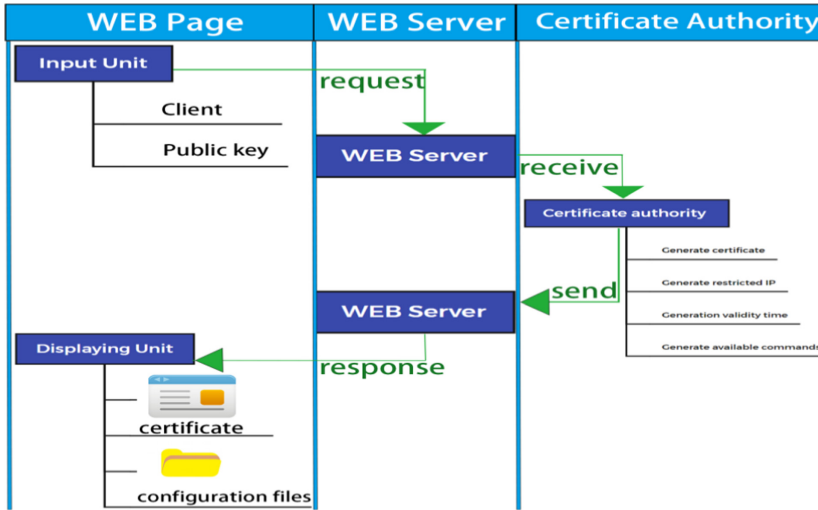 WEB Page
WEB Server
Certificate Authority
Input Unit
request
Client
Public key
WEB Server
receive
Certificate authority
Generate certificate
Generate restricted IP
send
WEB Server
Generation validity time
Displaying Unit
Generate available commands
response
certificate
configuration files